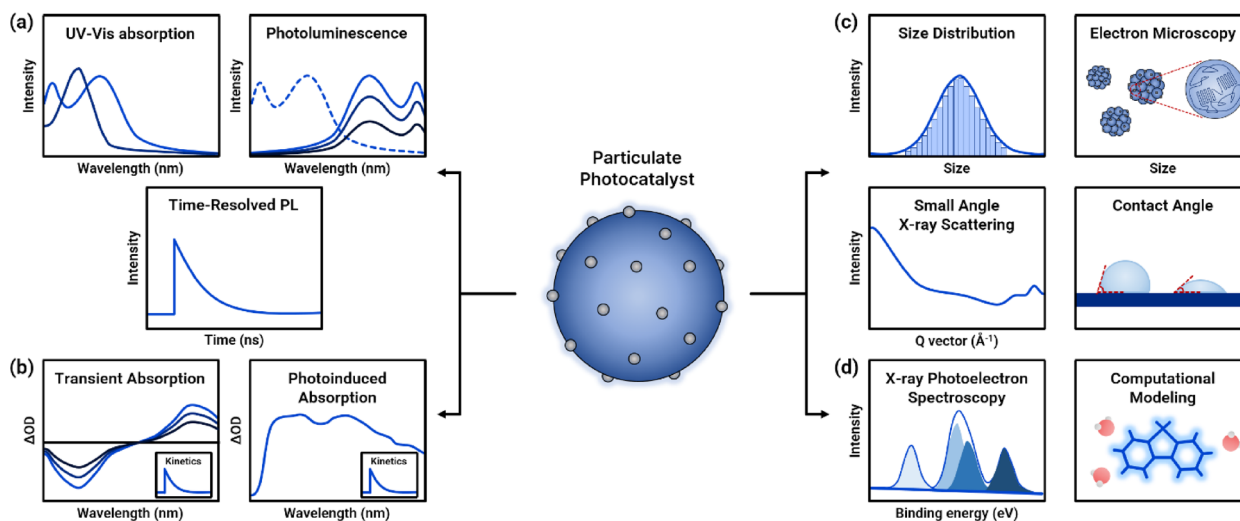 (a)
UV-Vis absorption
Intensity
Wavelength (nm)
Photoluminescence
Intensity
Wavelength (nm)
Time-Resolved PL
Intensity
Time (ns)
(b)
Transient Absorption
ΔOD
Kinetics
Wavelength (nm)
Photoinduced
Absorption
ΔOD
Kinetics
Wavelength (nm)
Particulate
Photocatalyst
(c)
Size Distribution
Intensity
Size
Electron Microscopy
Size
Small Angle
X-ray Scattering
Intensity
Q vector (Å⁻¹)
Contact Angle
(d)
X-ray Photoelectron
Spectroscopy
Intensity
Binding energy (eV)
Computational
Modeling